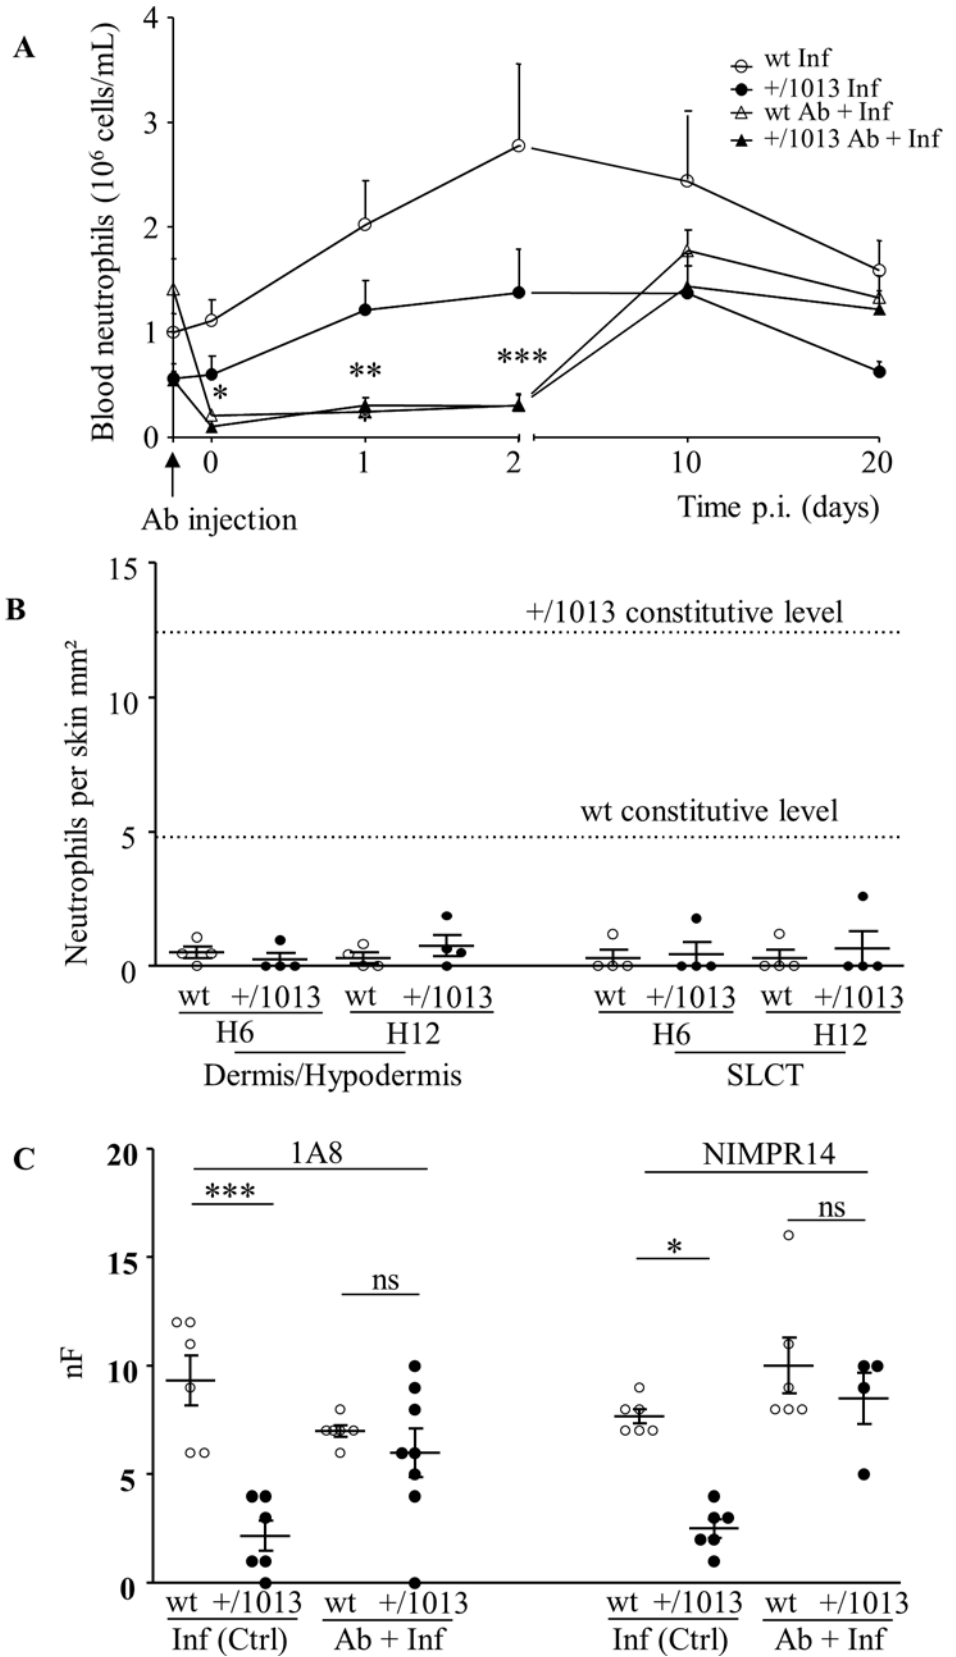 A
Blood neutrophils (10⁶ cells/mL)
4
3
2
1
0
wt Inf
+/1013 Inf
wt Ab + Inf
+/1013 Ab + Inf
*
**
***
0 1 2 10 20
Ab injection
Time p.i. (days)
B
Neutrophils per skin mm²
15
10
5
0
+/1013 constitutive level
wt constitutive level
wt +/1013 wt +/1013 wt +/1013 wt +/1013
H6 H12 H6 H12
Dermis/Hypodermis SLCT
C
nF
20
15
10
5
0
1A8 NIMPR14
***
ns
*
ns
wt +/1013 wt +/1013 wt +/1013 wt +/1013
Inf (Ctrl) Ab + Inf Inf (Ctrl) Ab + Inf